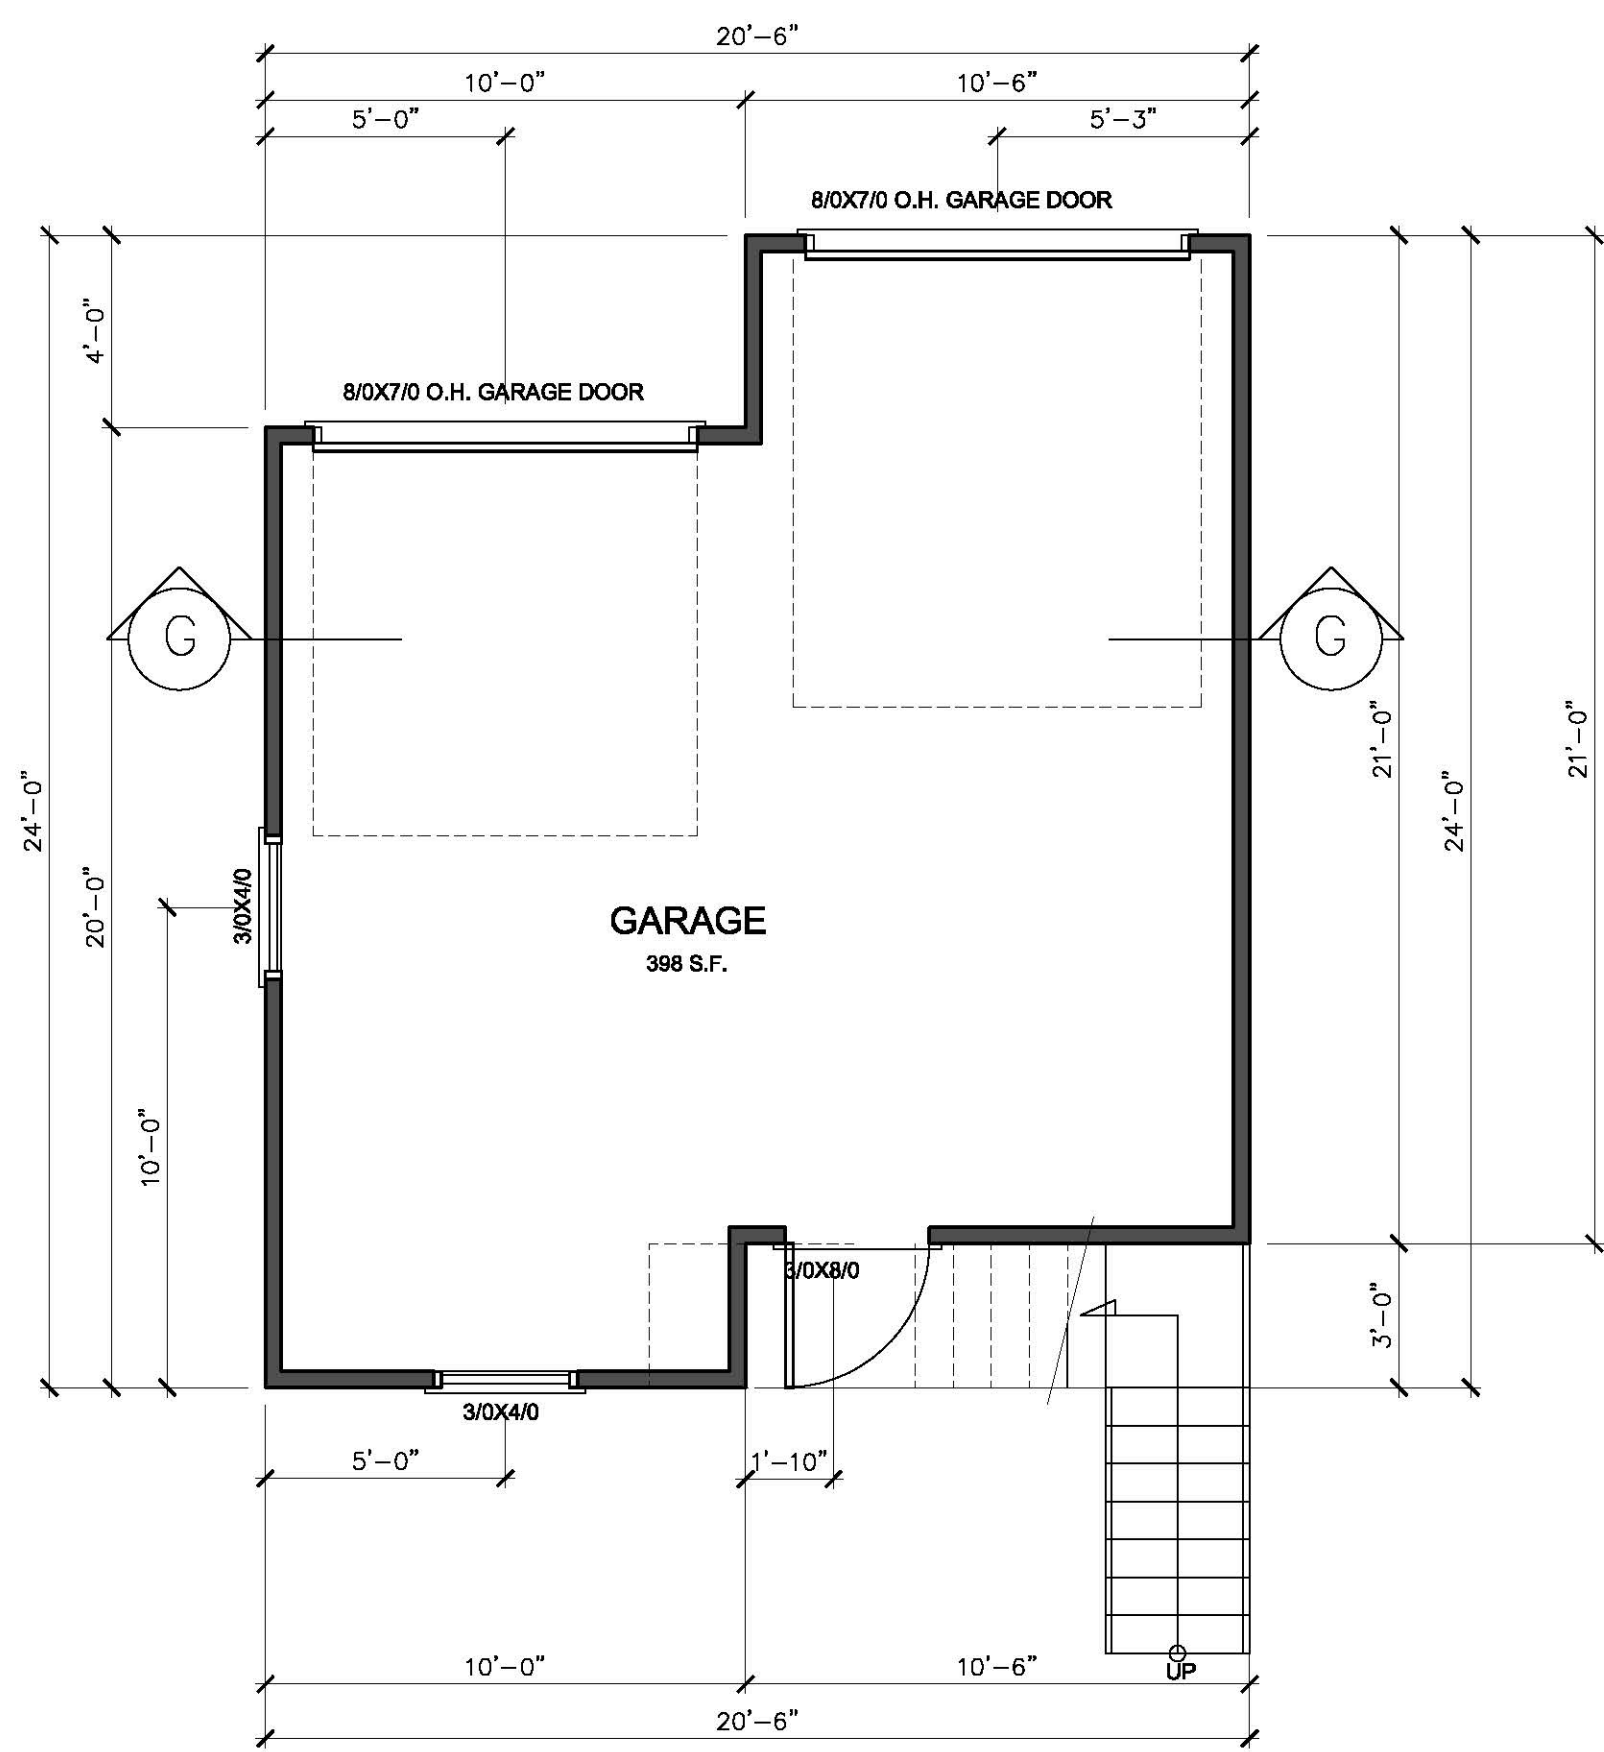 20'-6"
10'-0" 10'-6"
5'-0" 5'-3"
8/0X7/0 O.H. GARAGE DOOR
4'-0"
8/0X7/0 O.H. GARAGE DOOR
G G
21'-0" 21'-0"
24'-0" 24'-0"
20'-0" 3/0X4/0
GARAGE
398 S.F.
10'-0"
3/0X8/0
3'-0"
3/0X4/0
5'-0" 1'-10"
10'-0" 10'-6" UP
20'-6"